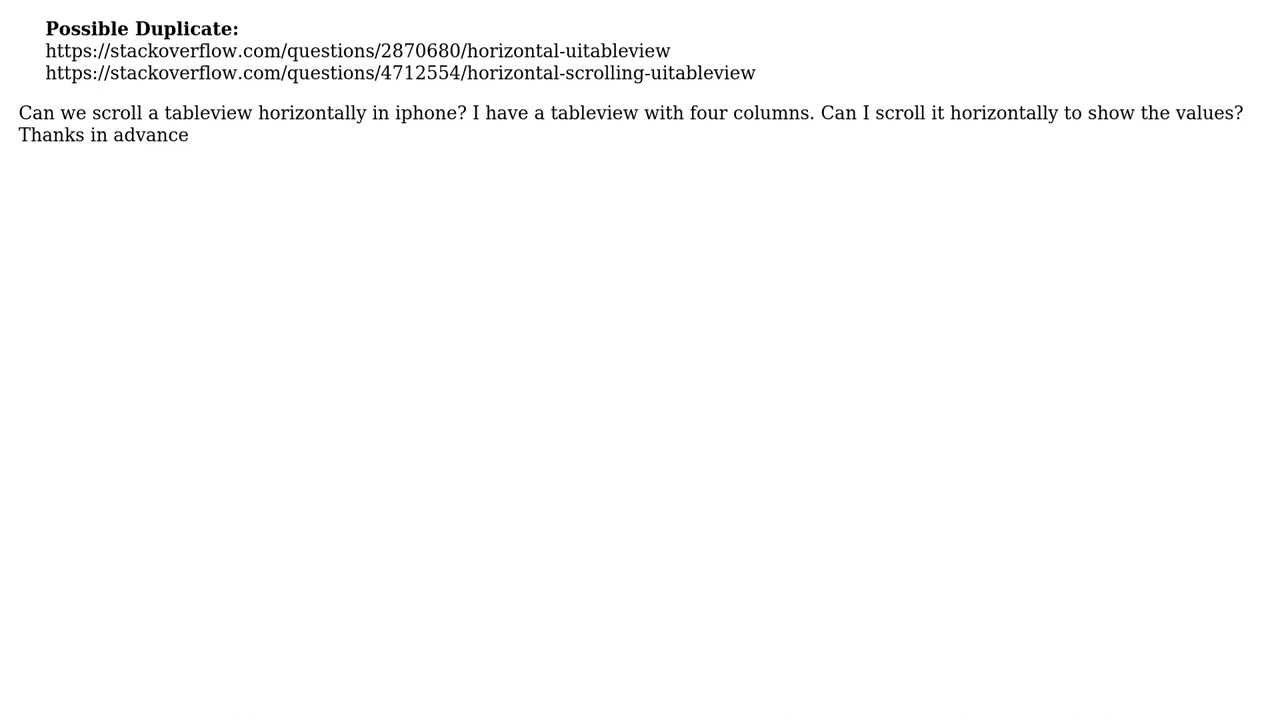 Possible Duplicate:
https://stackoverflow.com/questions/2870680/horizontal-uitableview
https://stackoverflow.com/questions/4712554/horizontal-scrolling-uitableview
Can we scroll a tableview horizontally in iphone? I have a tableview with four columns. Can I scroll it horizontally to show the values?
Thanks in advance